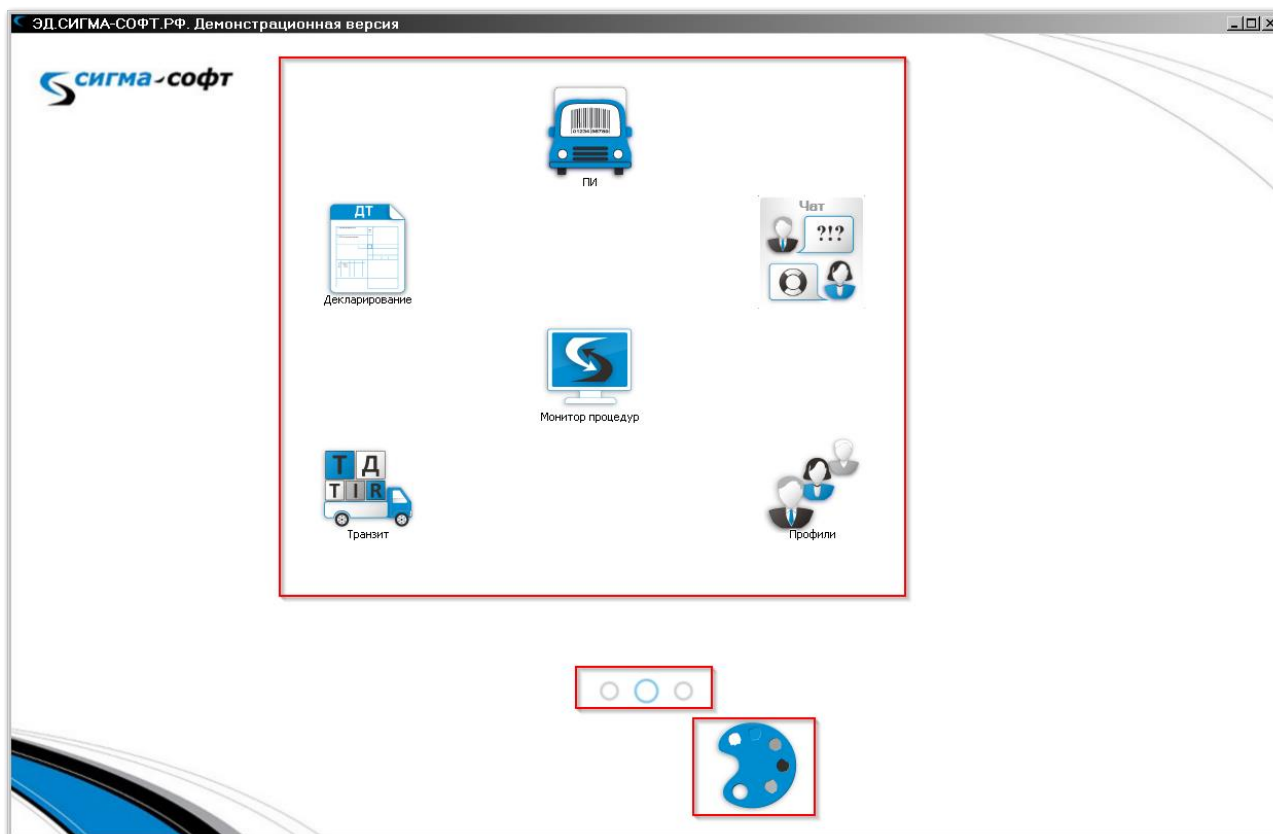 ЭД.СИГМА-СОФТ.РФ. Демонстрационная версия
сигма-софт
ПИ
ДТ
Декларирование
Чат
?!?
Монитор процедур
Т Д
T I R
Транзит
Профили